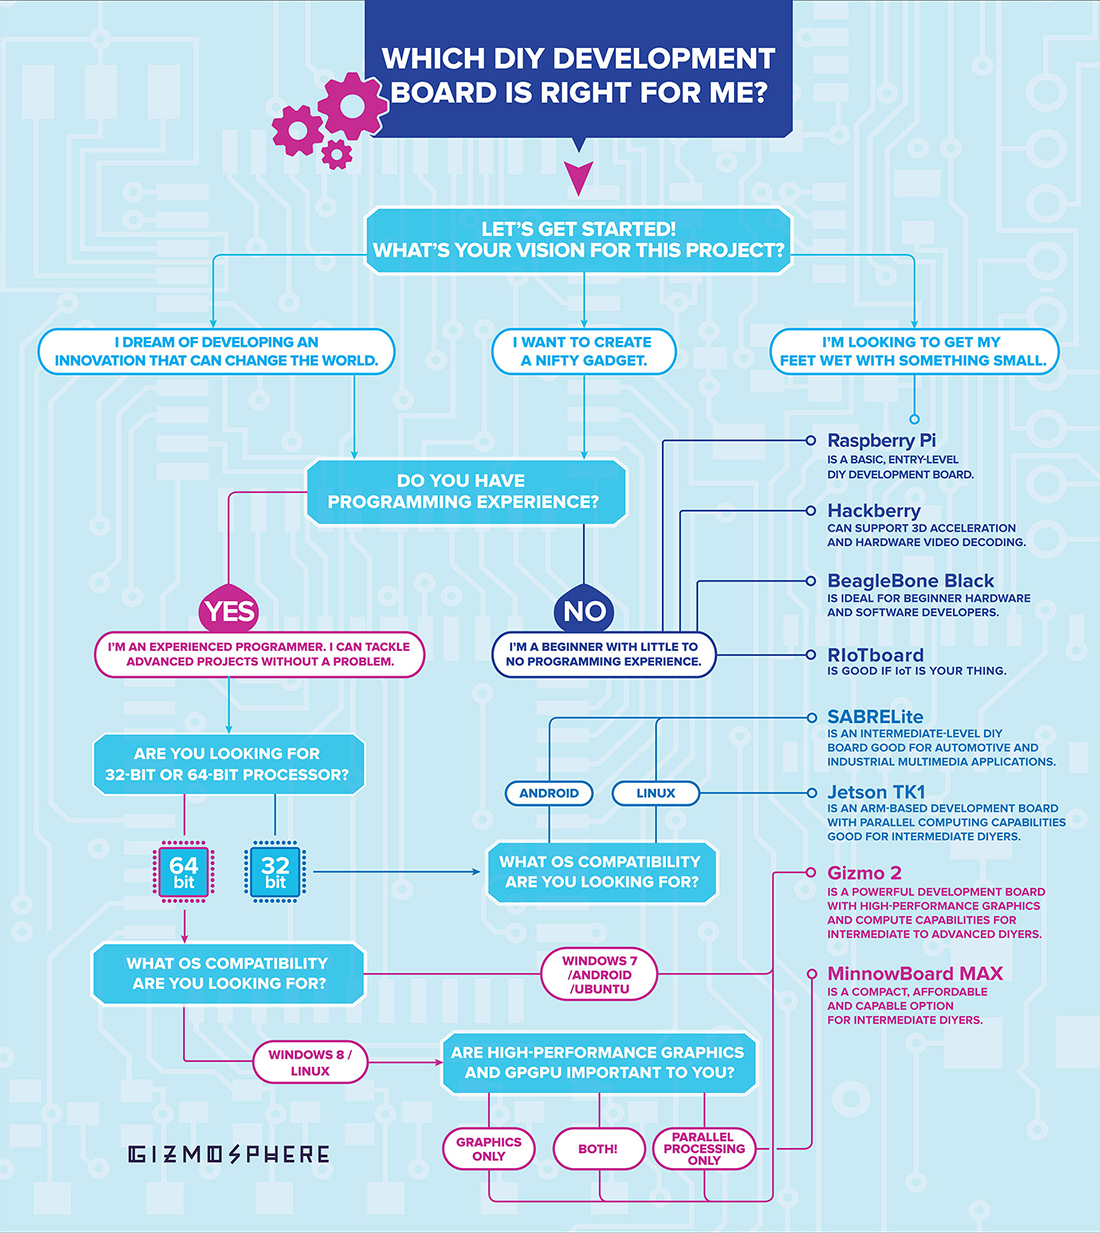 WHICH DIY DEVELOPMENT
BOARD IS RIGHT FOR ME?
LET'S GET STARTED!
WHAT'S YOUR VISION FOR THIS PROJECT?
I DREAM OF DEVELOPING AN
INNOVATION THAT CAN CHANGE THE WORLD.
I WANT TO CREATE
A NIFTY GADGET.
I'M LOOKING TO GET MY
FEET WET WITH SOMETHING SMALL.
DO YOU HAVE
PROGRAMMING EXPERIENCE?
YES
I'M AN EXPERIENCED PROGRAMMER. I CAN TACKLE
ADVANCED PROJECTS WITHOUT A PROBLEM.
NO
I'M A BEGINNER WITH LITTLE TO
NO PROGRAMMING EXPERIENCE.
Raspberry Pi
IS A BASIC, ENTRY-LEVEL
DIY DEVELOPMENT BOARD.
Hackberry
CAN SUPPORT 3D ACCELERATION
AND HARDWARE VIDEO DECODING.
BeagleBone Black
IS IDEAL FOR BEGINNER HARDWARE
AND SOFTWARE DEVELOPERS.
RIoTboard
IS GOOD IF IoT IS YOUR THING.
ARE YOU LOOKING FOR
32-BIT OR 64-BIT PROCESSOR?
64
bit
32
bit
WHAT OS COMPATIBILITY
ARE YOU LOOKING FOR?
ANDROID
LINUX
SABRELite
IS AN INTERMEDIATE-LEVEL DIY
BOARD GOOD FOR AUTOMOTIVE AND
INDUSTRIAL MULTIMEDIA APPLICATIONS.
Jetson TK1
IS AN ARM-BASED DEVELOPMENT BOARD
WITH PARALLEL COMPUTING CAPABILITIES
GOOD FOR INTERMEDIATE DIYERS.
Gizmo 2
IS A POWERFUL DEVELOPMENT BOARD
WITH HIGH-PERFORMANCE GRAPHICS
AND COMPUTE CAPABILITIES FOR
INTERMEDIATE TO ADVANCED DIYERS.
MinnowBoard MAX
IS A COMPACT, AFFORDABLE
AND CAPABLE OPTION
FOR INTERMEDIATE DIYERS.
WHAT OS COMPATIBILITY
ARE YOU LOOKING FOR?
WINDOWS 7
/ANDROID
/UBUNTU
WINDOWS 8 /
LINUX
ARE HIGH-PERFORMANCE GRAPHICS
AND GPGPU IMPORTANT TO YOU?
GRAPHICS
ONLY
BOTH!
PARALLEL
PROCESSING
ONLY
GIZMOSPHERE